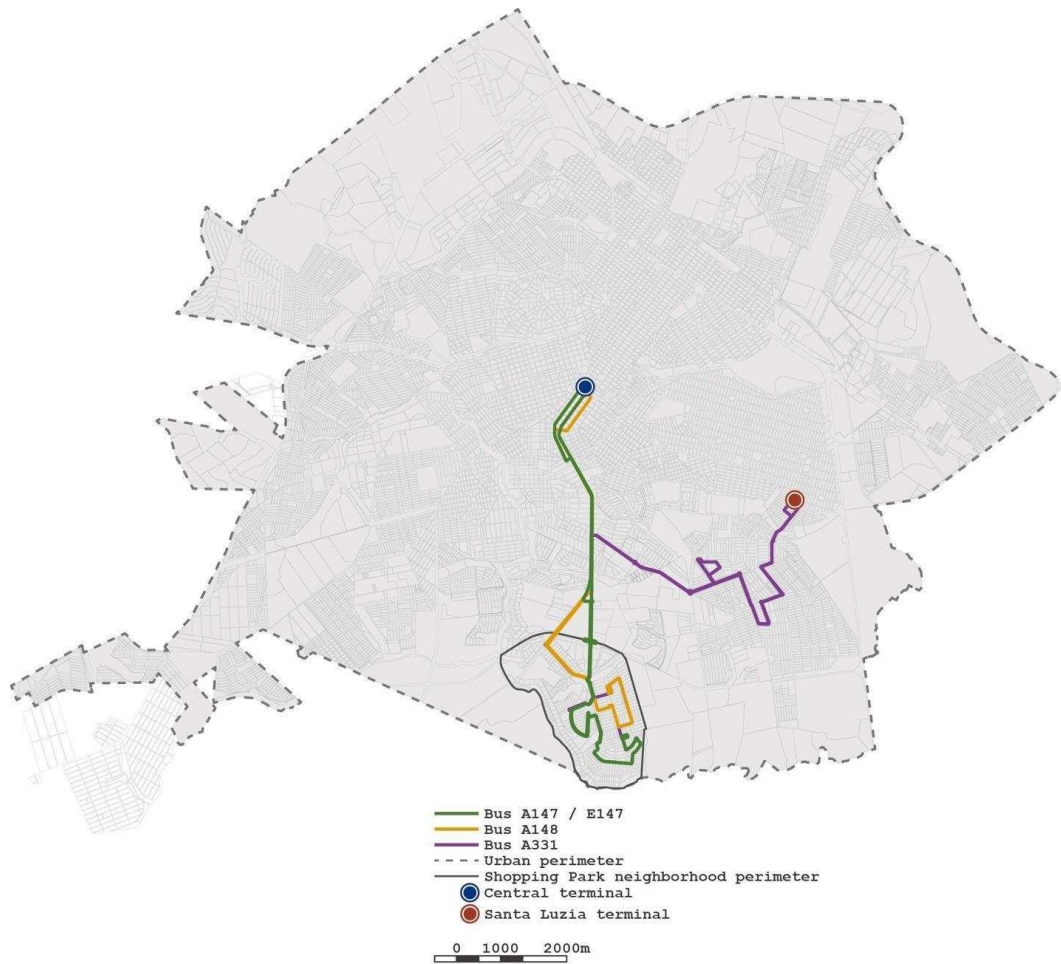 Bus A147 / E147
Bus A148
Bus A331
Urban perimeter
Shopping Park neighborhood perimeter
Central terminal
Santa Luzia terminal
0 1000 2000m